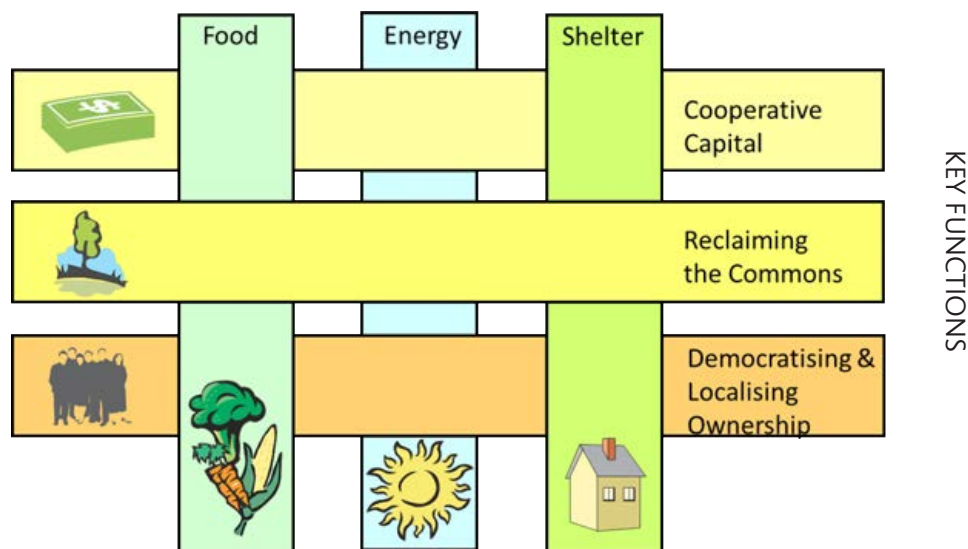 Food
Energy
Shelter
Cooperative
Capital
Reclaiming
the Commons
Democratising &
Localising
Ownership
KEY FUNCTIONS
$